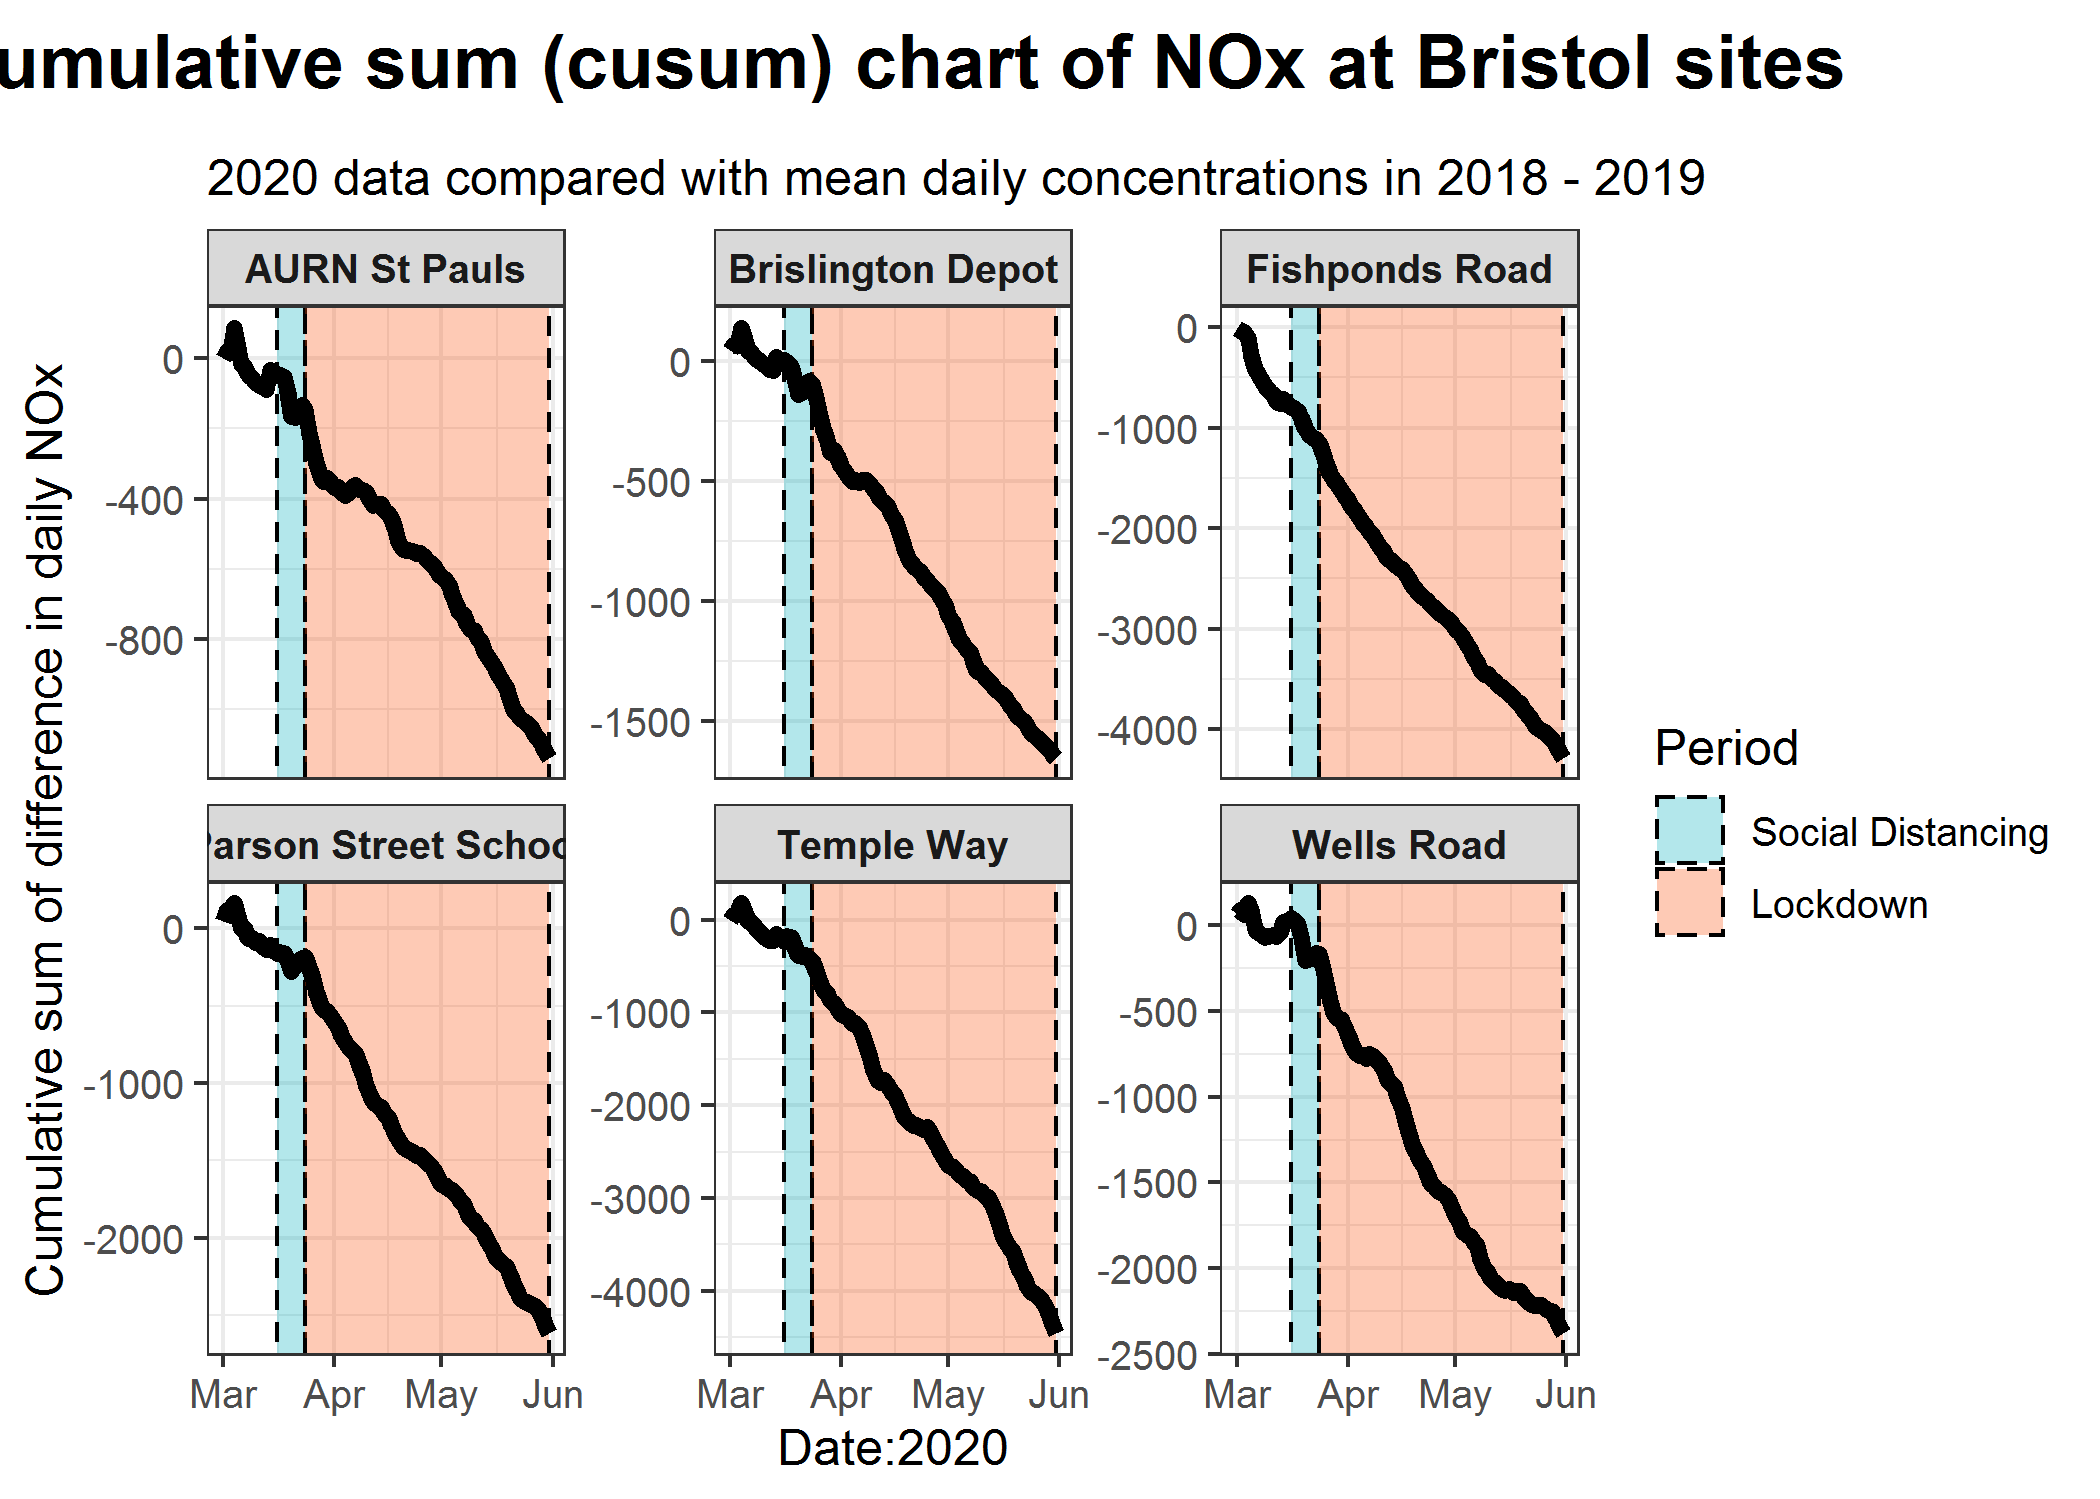 umulative sum (cusum) chart of NOx at Bristol sites
2020 data compared with mean daily concentrations in 2018 - 2019
Cumulative sum of difference in daily NOx
AURN St Pauls
0
-400
-800
Brislington Depot
0
-500
-1000
-1500
Fishponds Road
0
-1000
-2000
-3000
-4000
Parson Street Schoo
0
-1000
-2000
Mar Apr May Jun
Temple Way
0
-1000
-2000
-3000
-4000
Mar Apr May Jun
Wells Road
0
-500
-1000
-1500
-2000
-2500
Mar Apr May Jun
Date:2020
Period
Social Distancing
Lockdown